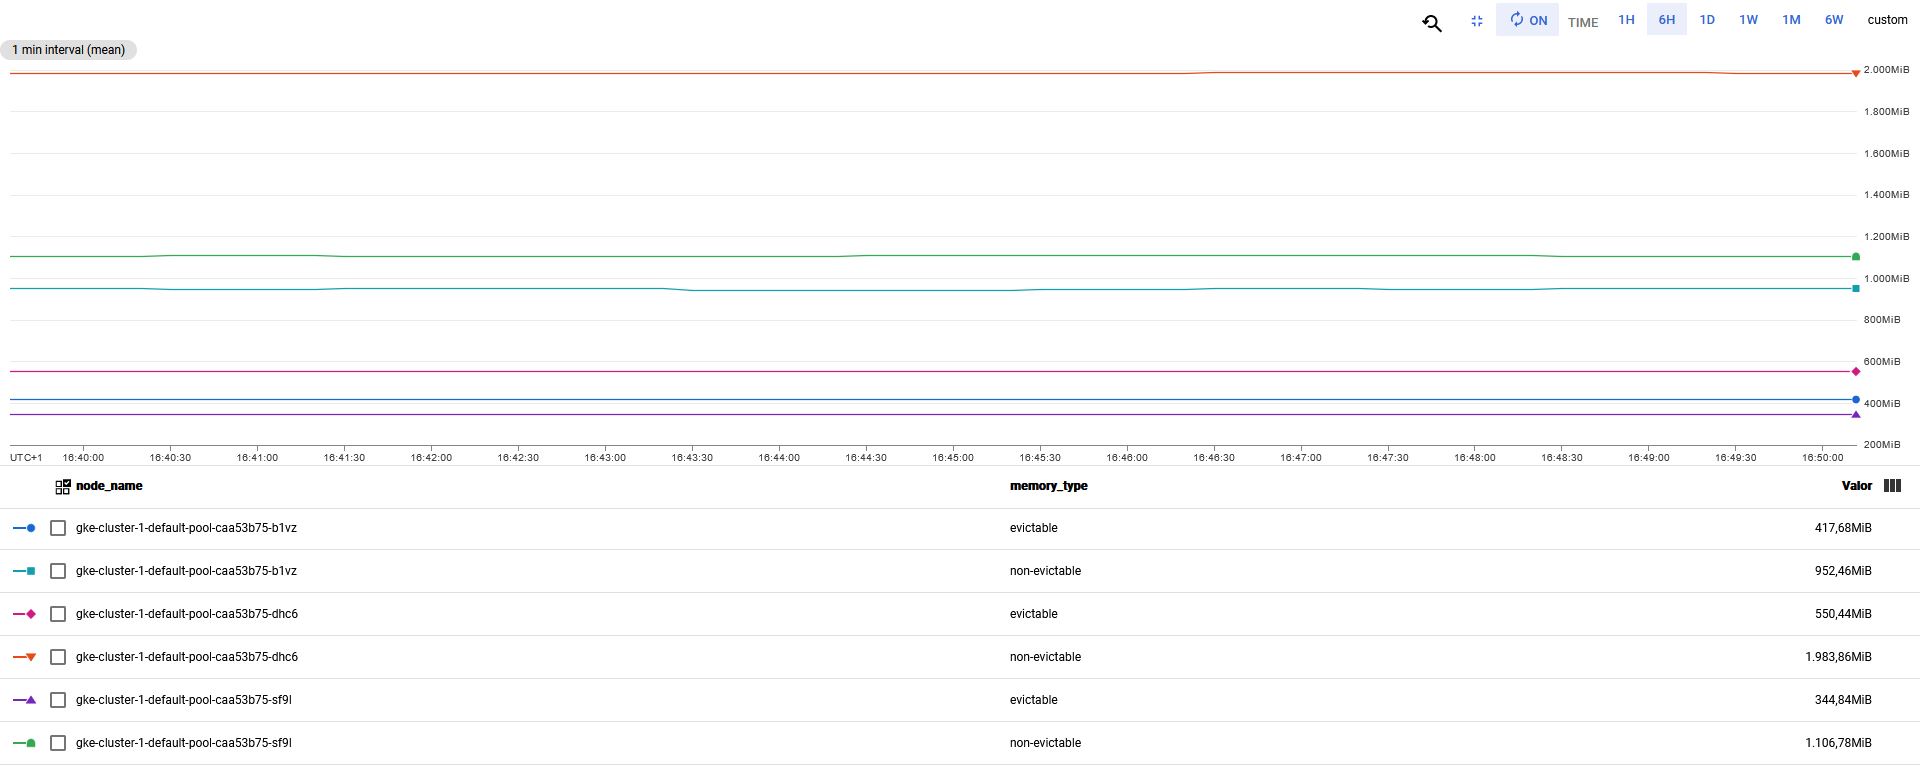 ON TIME 1H 6H 1D 1W 1M 6W custom
1 min interval (mean)
2.000MiB
1.800MiB
1.600MiB
1.400MiB
1.200MiB
1.000MiB
800MiB
600MiB
400MiB
200MiB
UTC+1 16:40:00 16:40:30 16:41:00 16:41:30 16:42:00 16:42:30 16:43:00 16:43:30 16:44:00 16:44:30 16:45:00 16:45:30 16:46:00 16:46:30 16:47:00 16:47:30 16:48:00 16:48:30 16:49:00 16:49:30 16:50:00
node_name memory_type Valor
gke-cluster-1-default-pool-caa53b75-b1vz evictable 417,68MiB
gke-cluster-1-default-pool-caa53b75-b1vz non-evictable 952,46MiB
gke-cluster-1-default-pool-caa53b75-dhc6 evictable 550,44MiB
gke-cluster-1-default-pool-caa53b75-dhc6 non-evictable 1.983,86MiB
gke-cluster-1-default-pool-caa53b75-sf9l evictable 344,84MiB
gke-cluster-1-default-pool-caa53b75-sf9l non-evictable 1.106,78MiB